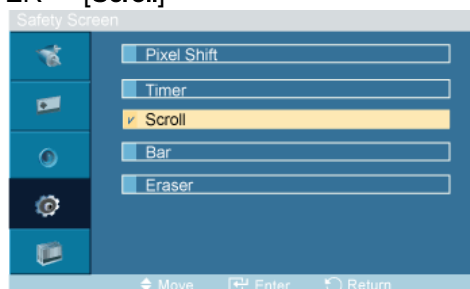 [Scroll]
Safety Screen
Pixel Shift
Timer
Scroll
Bar
Eraser
Move Enter Return